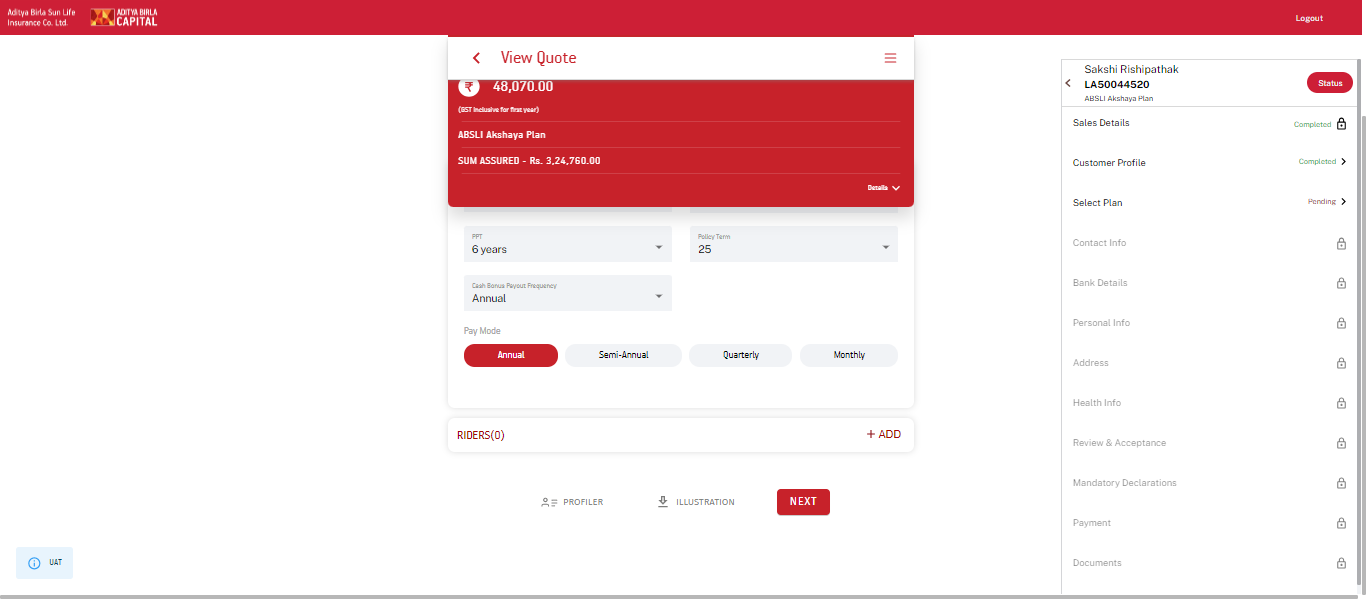 Aditya Birla Sun Life
Insurance Co. Ltd.
ADITYA BIRLA
CAPITAL
Logout
View Quote
₹ 48,070.00
(GST Inclusive for first year)
ABSLI Akshaya Plan
SUM ASSURED - Rs. 3,24,760.00
Details
PPT
6 years
Policy Term
25
Cash Bonus Payout Frequency
Annual
Pay Mode
Annual
Semi-Annual
Quarterly
Monthly
RIDERS(0)
+ ADD
PROFILER
ILLUSTRATION
NEXT
UAT
Sakshi Rishipathak
LA50044520
ABSLI Akshaya Plan
Status
Sales Details Completed
Customer Profile Completed
Select Plan Pending
Contact Info
Bank Details
Personal Info
Address
Health Info
Review & Acceptance
Mandatory Declarations
Payment
Documents